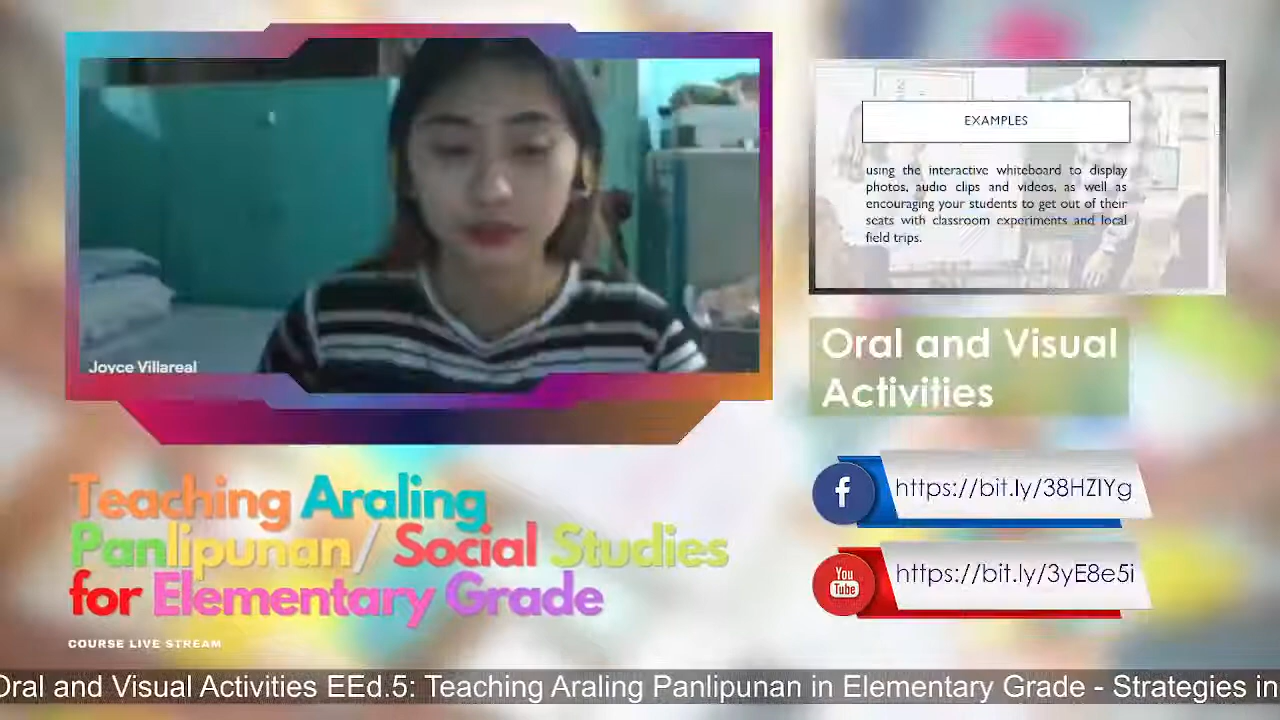 Joyce Villareal
EXAMPLES
using the interactive whiteboard to display
photos, audio clips and videos, as well as
encouraging your students to get out of their
seats with classroom experiments and local
field trips.
Oral and Visual
Activities
https://bit.ly/38HZlYg
You
Tube
https://bit.ly/3yE8e5i
Teaching Araling
Panlipunan/ Social Studies
for Elementary Grade
COURSE LIVE STREAM
Oral and Visual Activities EEd.5: Teaching Araling Panlipunan in Elementary Grade - Strategies in